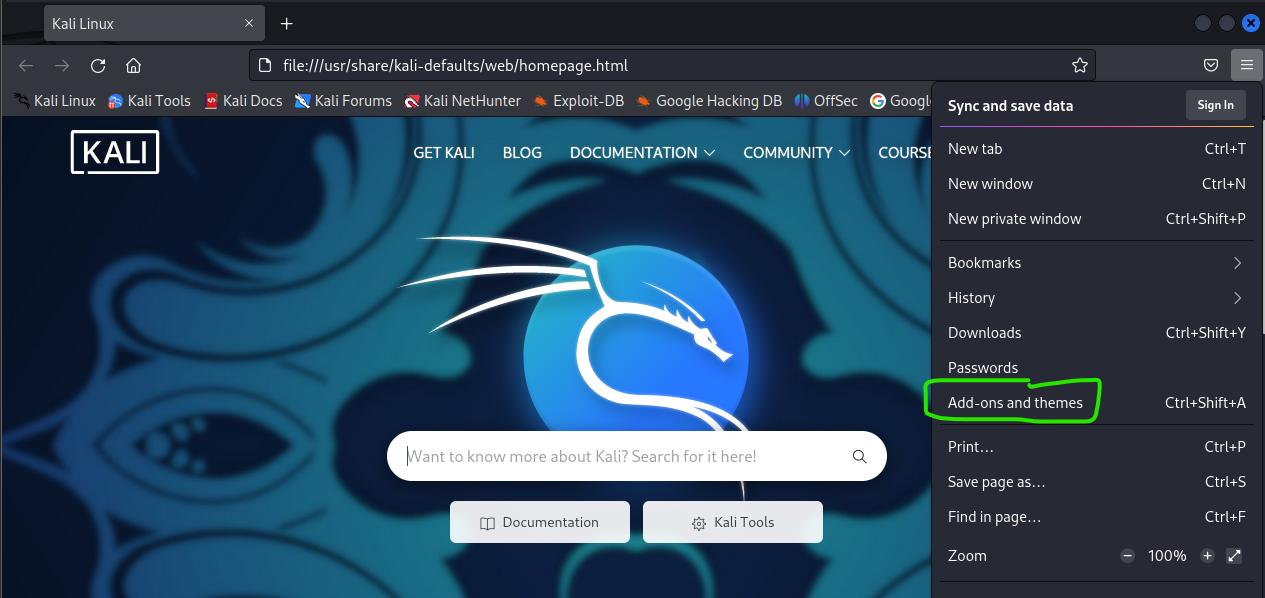 Kali Linux
file:///usr/share/kali-defaults/web/homepage.html
Kali Linux Kali Tools Kali Docs Kali Forums Kali NetHunter Exploit-DB Google Hacking DB OffSec Googl
KALI GET KALI BLOG DOCUMENTATION COMMUNITY COURSE
Want to know more about Kali? Search for it here!
Documentation Kali Tools
Sync and save data Sign In
New tab Ctrl+T
New window Ctrl+N
New private window Ctrl+Shift+P
Bookmarks
History
Downloads Ctrl+Shift+Y
Passwords
Add-ons and themes Ctrl+Shift+A
Print… Ctrl+P
Save page as… Ctrl+S
Find in page… Ctrl+F
Zoom 100%